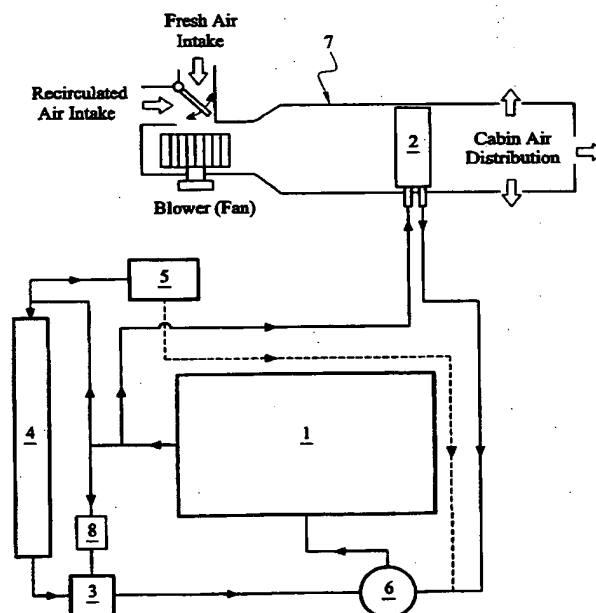 Fresh Air
Intake
7
Recirculated
Air Intake
2
Cabin Air
Distribution
Blower (Fan)
5
4
1
8
3
6